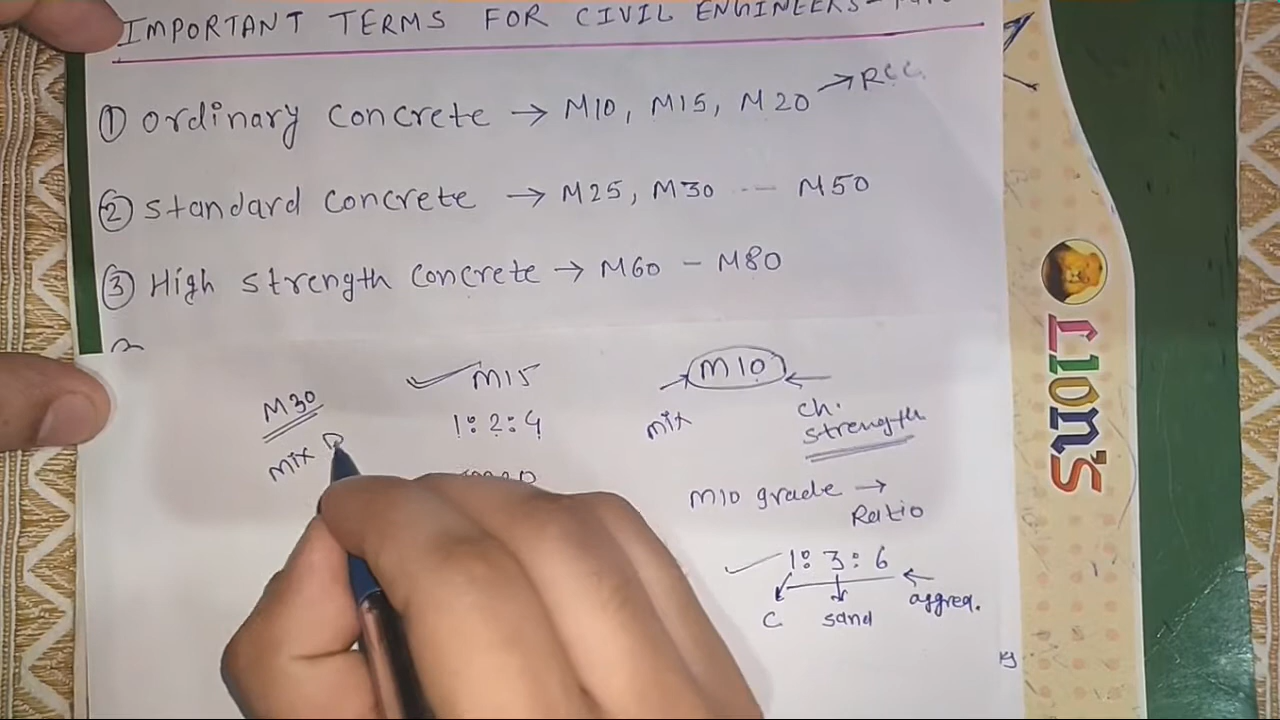 IMPORTANT TERMS FOR CIVIL ENGINEERS
① Ordinary Concrete → M10, M15, M20 → RCC
② Standard Concrete → M25, M30 --- M50
③ High Strength Concrete → M60 - M80
M30
Mix D
✓ M15
1:2:4
M10
mix
ch.
strength
M10 grade →
Ratio
✓ 1:3:6
C sand aggreg.
LION